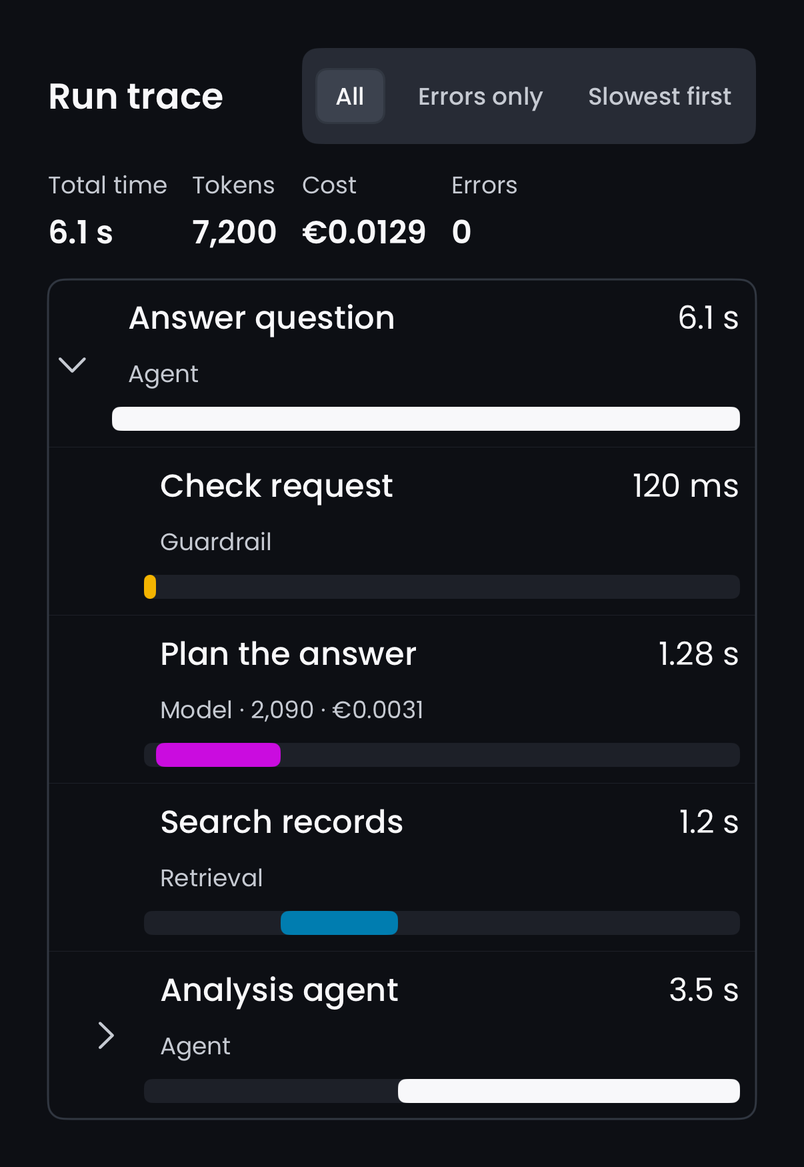 Run trace
All Errors only Slowest first
Total time Tokens Cost Errors
6.1 s 7,200 €0.0129 0
Answer question 6.1 s
Agent
Check request 120 ms
Guardrail
Plan the answer 1.28 s
Model · 2,090 · €0.0031
Search records 1.2 s
Retrieval
Analysis agent 3.5 s
Agent